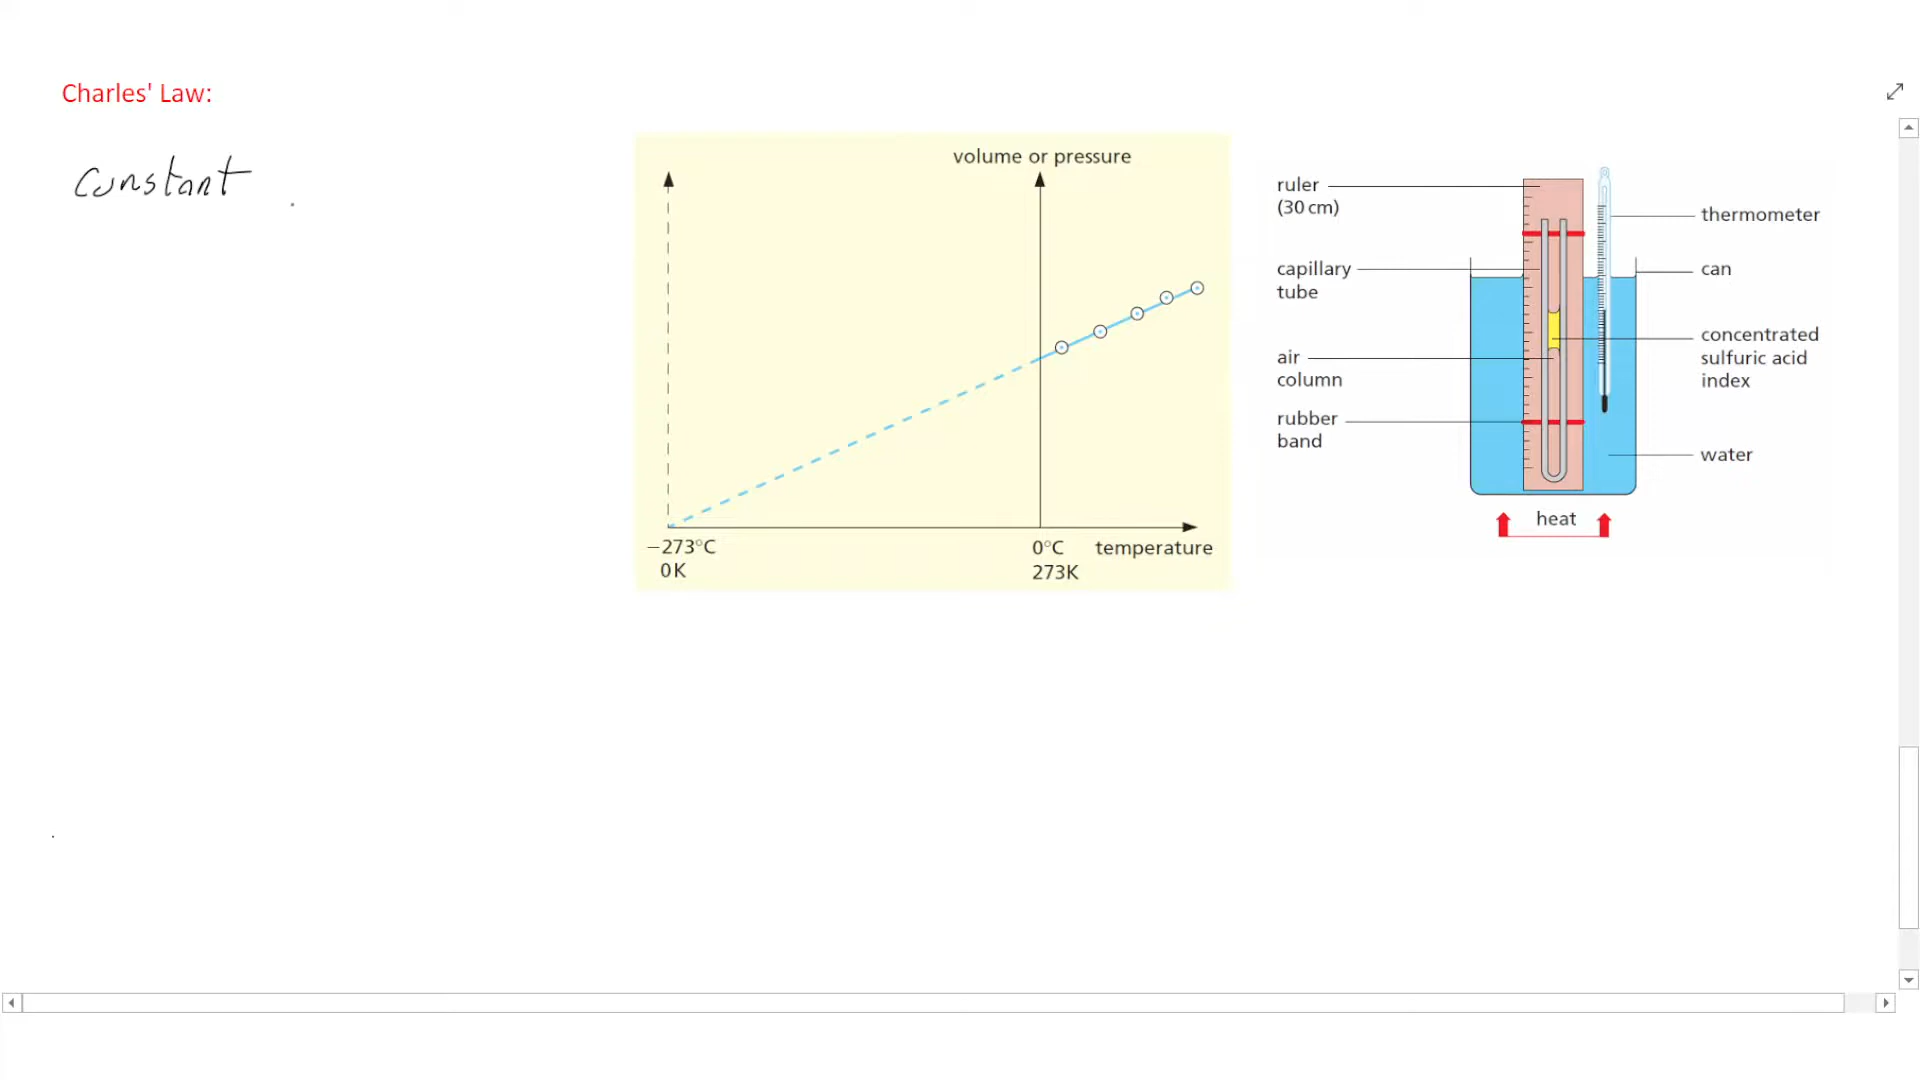 Charles' Law:
constant
volume or pressure
−273°C
0K
0°C
273K
temperature
ruler
(30 cm)
capillary
tube
air
column
rubber
band
thermometer
can
concentrated
sulfuric acid
index
water
heat